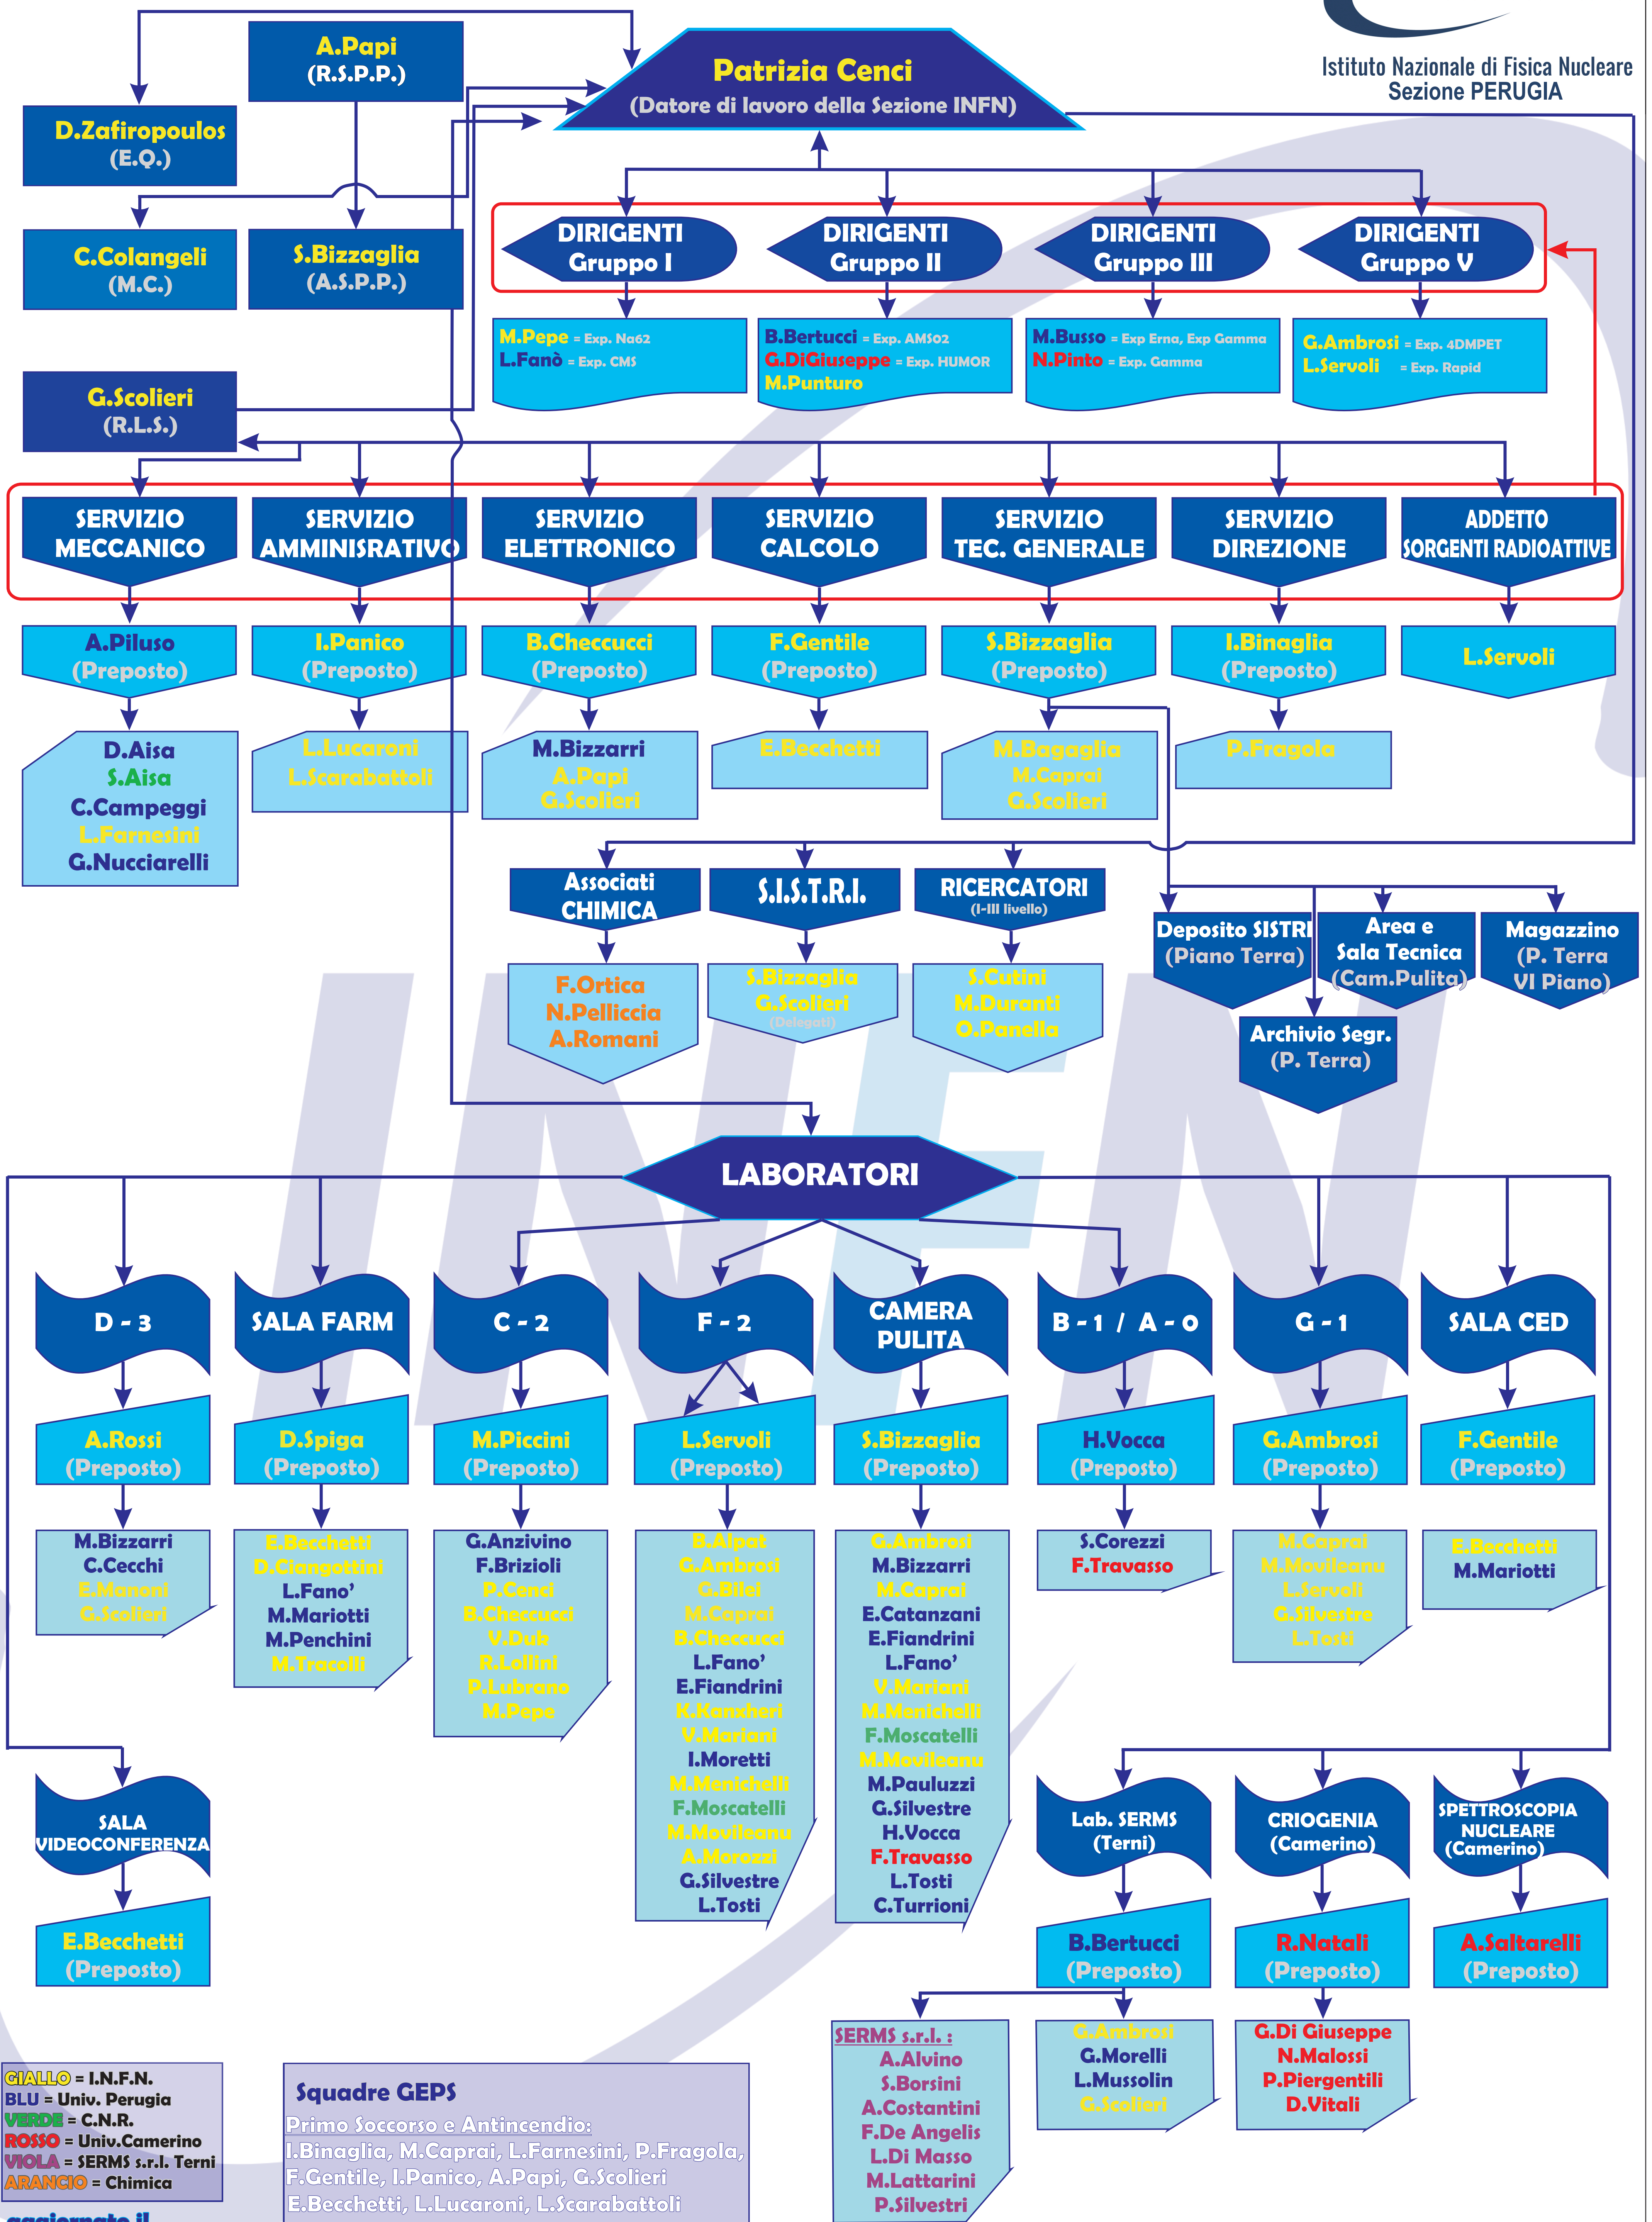 Istituto Nazionale di Fisica Nucleare
Sezione PERUGIA
A.Papi
(R.S.P.P.)
Patrizia Cenci
(Datore di lavoro della Sezione INFN)
D.Zafiropoulos
(E.Q.)
C.Colangeli
(M.C.)
S.Bizzaglia
(A.S.P.P.)
DIRIGENTI
Gruppo I
DIRIGENTI
Gruppo II
DIRIGENTI
Gruppo III
DIRIGENTI
Gruppo V
M.Pepe = Exp. Na62
L.Fanò = Exp. CMS
B.Bertucci = Exp. AMS02
G.DiGiuseppe = Exp. HUMOR
M.Punturo
M.Busso = Exp Erna, Exp Gamma
N.Pinto = Exp. Gamma
G.Ambrosi = Exp. 4DMPET
L.Servoli = Exp. Rapid
G.Scolieri
(R.L.S.)
SERVIZIO
MECCANICO
SERVIZIO
AMMINISRATIVO
SERVIZIO
ELETTRONICO
SERVIZIO
CALCOLO
SERVIZIO
TEC. GENERALE
SERVIZIO
DIREZIONE
ADDETTO
SORGENTI RADIOATTIVE
A.Piluso
(Preposto)
I.Panico
(Preposto)
B.Checcucci
(Preposto)
F.Gentile
(Preposto)
S.Bizzaglia
(Preposto)
I.Binaglia
(Preposto)
L.Servoli
D.Aisa
S.Aisa
C.Campeggi
L.Farnesini
G.Nucciarelli
L.Lucaroni
L.Scarabattoli
M.Bizzarri
A.Papi
G.Scolieri
E.Becchetti
M.Bagaglia
M.Caprai
G.Scolieri
P.Fragola
Associati
CHIMICA
S.I.S.T.R.I.
RICERCATORI
(I-III livello)
Deposito SISTRI
(Piano Terra)
Area e
Sala Tecnica
(Cam.Pulita)
Magazzino
(P. Terra
VI Piano)
Archivio Segr.
(P. Terra)
F.Ortica
N.Pelliccia
A.Romani
S.Bizzaglia
G.Scolieri
(Delegati)
S.Cutini
M.Duranti
O.Panella
INFN
LABORATORI
D - 3
SALA FARM
C - 2
F - 2
CAMERA
PULITA
B - 1 / A - 0
G - 1
SALA CED
A.Rossi
(Preposto)
D.Spiga
(Preposto)
M.Piccini
(Preposto)
L.Servoli
(Preposto)
S.Bizzaglia
(Preposto)
H.Vocca
(Preposto)
G.Ambrosi
(Preposto)
F.Gentile
(Preposto)
M.Bizzarri
C.Cecchi
E.Manoni
G.Scolieri
E.Becchetti
D.Ciangottini
L.Fano'
M.Mariotti
M.Penchini
M.Tracolli
G.Anzivino
F.Brizioli
P.Cenci
B.Checcucci
V.Duk
R.Lollini
P.Lubrano
M.Pepe
B.Alpat
G.Ambrosi
G.Bilei
M.Caprai
B.Checcucci
L.Fano'
E.Fiandrini
K.Kanxheri
V.Mariani
I.Moretti
M.Menichelli
F.Moscatelli
M.Movileanu
A.Morozzi
G.Silvestre
L.Tosti
G.Ambrosi
M.Bizzarri
M.Caprai
E.Catanzani
E.Fiandrini
L.Fano'
V.Mariani
M.Menichelli
F.Moscatelli
M.Movileanu
M.Pauluzzi
G.Silvestre
H.Vocca
F.Travasso
L.Tosti
C.Turrioni
S.Corezzi
F.Travasso
M.Caprai
M.Movileanu
L.Servoli
G.Silvestre
L.Tosti
E.Becchetti
M.Mariotti
SALA
VIDEOCONFERENZA
E.Becchetti
(Preposto)
Lab. SERMS
(Terni)
CRIOGENIA
(Camerino)
SPETTROSCOPIA
NUCLEARE
(Camerino)
B.Bertucci
(Preposto)
R.Natali
(Preposto)
A.Saltarelli
(Preposto)
SERMS s.r.l. :
A.Alvino
S.Borsini
A.Costantini
F.De Angelis
L.Di Masso
M.Lattarini
P.Silvestri
G.Ambrosi
G.Morelli
L.Mussolin
G.Scolieri
G.Di Giuseppe
N.Malossi
P.Piergentili
D.Vitali
GIALLO = I.N.F.N.
BLU = Univ. Perugia
VERDE = C.N.R.
ROSSO = Univ.Camerino
VIOLA = SERMS s.r.l. Terni
ARANCIO = Chimica
aggiornato il
Squadre GEPS
Primo Soccorso e Antincendio:
I.Binaglia, M.Caprai, L.Farnesini, P.Fragola,
F.Gentile, I.Panico, A.Papi, G.Scolieri
E.Becchetti, L.Lucaroni, L.Scarabattoli